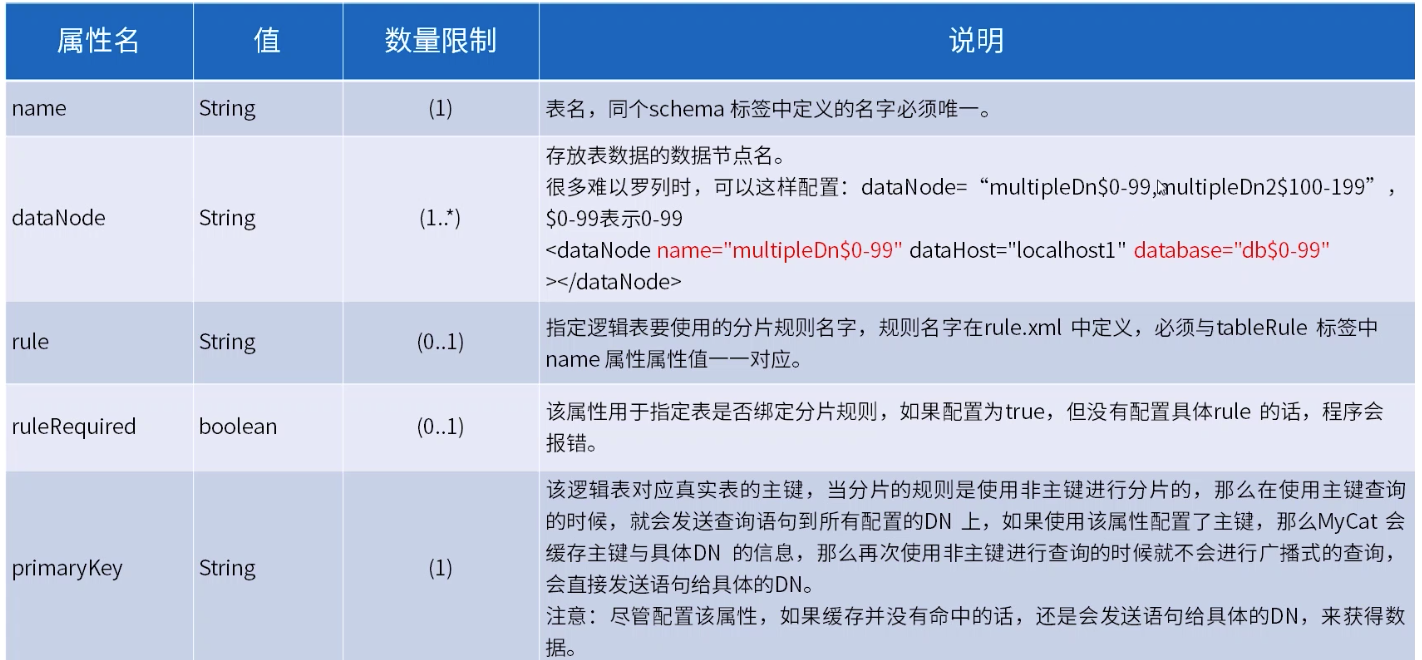 属性名 值 数量限制 说明
name String (1) 表名，同个schema 标签中定义的名字必须唯一。
存放表数据的数据节点名。
很多难以罗列时，可以这样配置：dataNode=“multipleDn$0-99,multipleDn2$100-199”，
dataNode String (1..*) $0-99表示0-99
<dataNode name="multipleDn$0-99" dataHost="localhost1" database="db$0-99"
></dataNode>
rule String (0..1) 指定逻辑表要使用的分片规则名字，规则名字在rule.xml 中定义，必须与tableRule 标签中
name 属性属性值一一对应。
ruleRequired boolean (0..1) 该属性用于指定表是否绑定分片规则，如果配置为true，但没有配置具体rule 的话，程序会
报错。
该逻辑表对应真实表的主键，当分片的规则是使用非主键进行分片的，那么在使用主键查询
的时候，就会发送查询语句到所有配置的DN 上，如果使用该属性配置了主键，那么MyCat 会
primaryKey String (1) 缓存主键与具体DN 的信息，那么再次使用非主键进行查询的时候就不会进行广播式的查询，
会直接发送语句给具体的DN。
注意：尽管配置该属性，如果缓存并没有命中的话，还是会发送语句给具体的DN，来获得数
据。